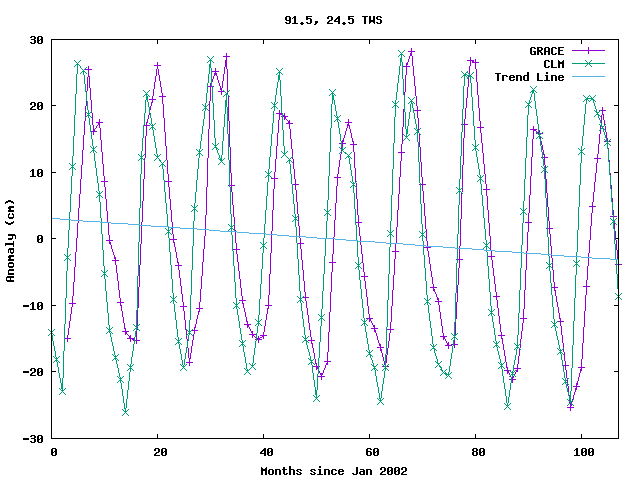 91.5, 24.5 TWS
GRACE
CLM
Trend Line
30
20
10
0
-10
-20
-30
Anomaly (cm)
0 20 40 60 80 100
Months since Jan 2002